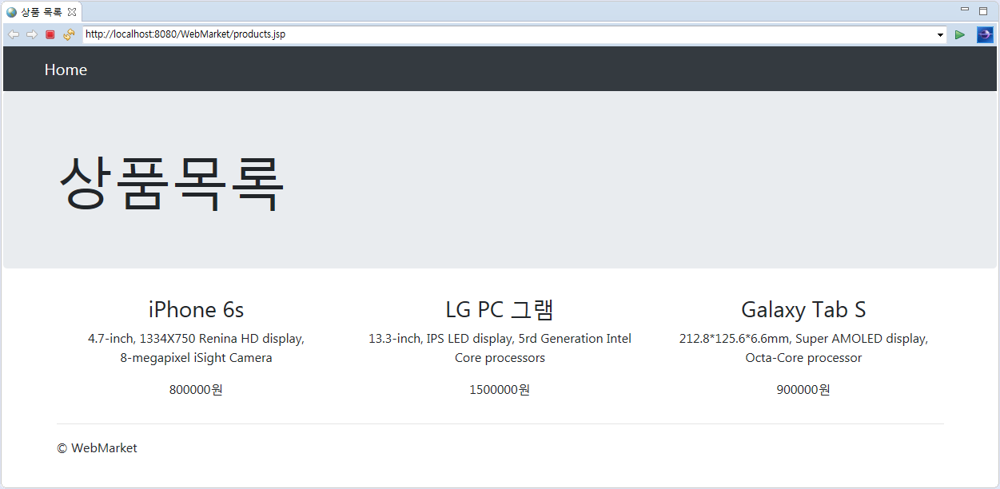 상품 목록
http://localhost:8080/WebMarket/products.jsp
Home
상품목록
iPhone 6s
4.7-inch, 1334X750 Renina HD display,
8-megapixel iSight Camera
800000원
LG PC 그램
13.3-inch, IPS LED display, 5rd Generation Intel
Core processors
1500000원
Galaxy Tab S
212.8*125.6*6.6mm, Super AMOLED display,
Octa-Core processor
900000원
© WebMarket